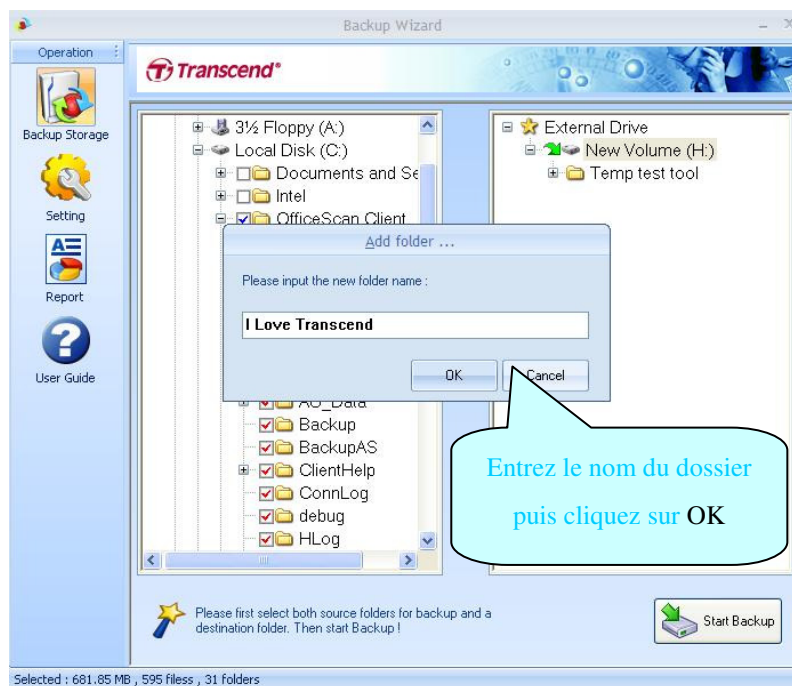 Backup Wizard
Operation
Transcend®
Backup Storage
Setting
Report
User Guide
3½ Floppy (A:)
Local Disk (C:)
Documents and Se
Intel
OfficeScan Client
External Drive
New Volume (H:)
Temp test tool
Add folder ...
Please input the new folder name :
I Love Transcend
OK
Cancel
AU_Data
Backup
BackupAS
ClientHelp
ConnLog
debug
HLog
Entrez le nom du dossier
puis cliquez sur OK
Please first select both source folders for backup and a
destination folder. Then start Backup !
Start Backup
Selected : 681.85 MB , 595 filess , 31 folders